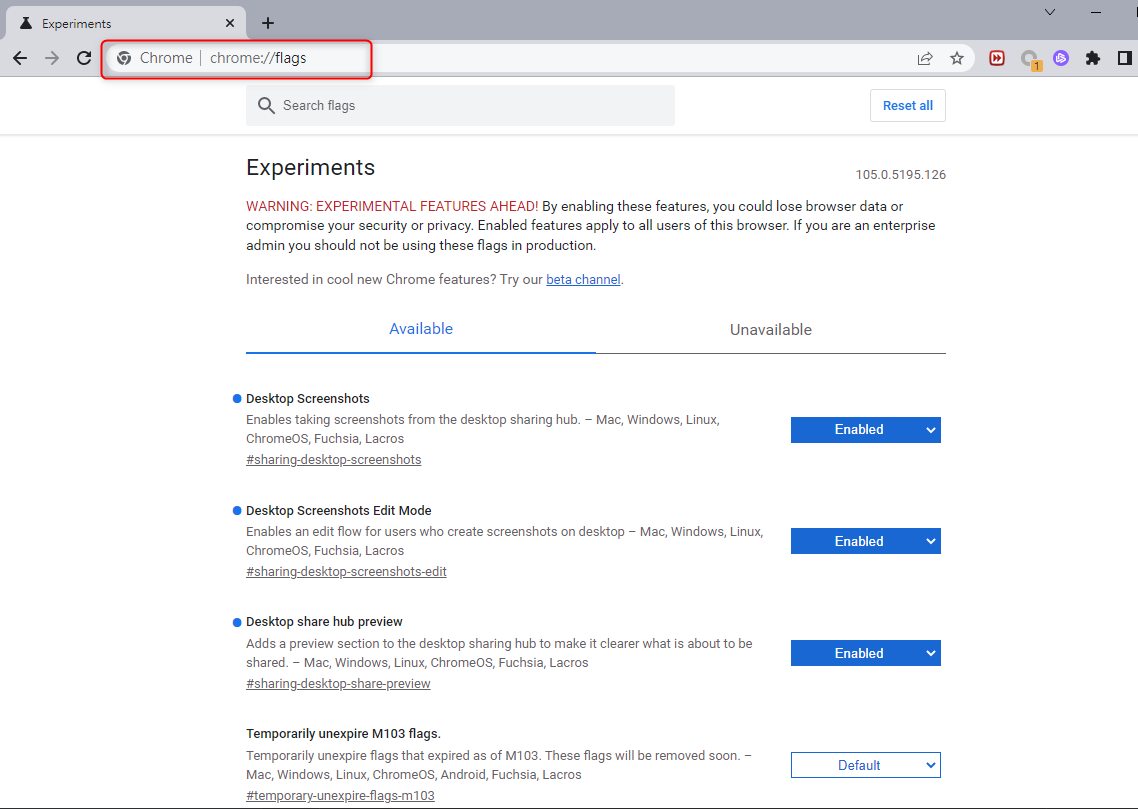 Experiments
Chrome | chrome://flags
1
Search flags
Reset all
Experiments
105.0.5195.126
WARNING: EXPERIMENTAL FEATURES AHEAD! By enabling these features, you could lose browser data or
compromise your security or privacy. Enabled features apply to all users of this browser. If you are an enterprise
admin you should not be using these flags in production.
Interested in cool new Chrome features? Try our beta channel.
Available
Unavailable
Desktop Screenshots
Enables taking screenshots from the desktop sharing hub. – Mac, Windows, Linux,
ChromeOS, Fuchsia, Lacros
#sharing-desktop-screenshots
Enabled
Desktop Screenshots Edit Mode
Enables an edit flow for users who create screenshots on desktop – Mac, Windows, Linux,
ChromeOS, Fuchsia, Lacros
#sharing-desktop-screenshots-edit
Enabled
Desktop share hub preview
Adds a preview section to the desktop sharing hub to make it clearer what is about to be
shared. – Mac, Windows, Linux, ChromeOS, Fuchsia, Lacros
#sharing-desktop-share-preview
Enabled
Temporarily unexpire M103 flags.
Temporarily unexpire flags that expired as of M103. These flags will be removed soon. –
Mac, Windows, Linux, ChromeOS, Android, Fuchsia, Lacros
#temporary-unexpire-flags-m103
Default